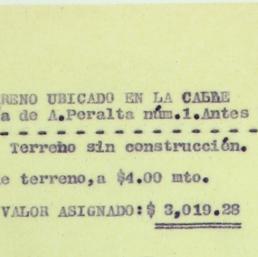 RENO UBICADO EN LA CALLE
a de A.Peralta núm.1.Antes
Terreno sin construcción.
e terreno,a $4.00 mto.
VALOR ASIGNADO:$ 3,019.28